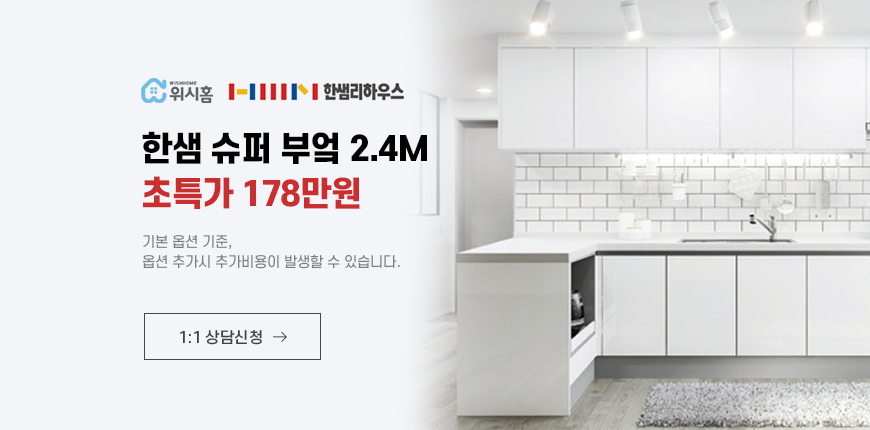 WISHHOME
위시홈
한샘리하우스
한샘 슈퍼 부엌 2.4M
초특가 178만원
기본 옵션 기준,
옵션 추가시 추가비용이 발생할 수 있습니다.
1:1 상담신청 →